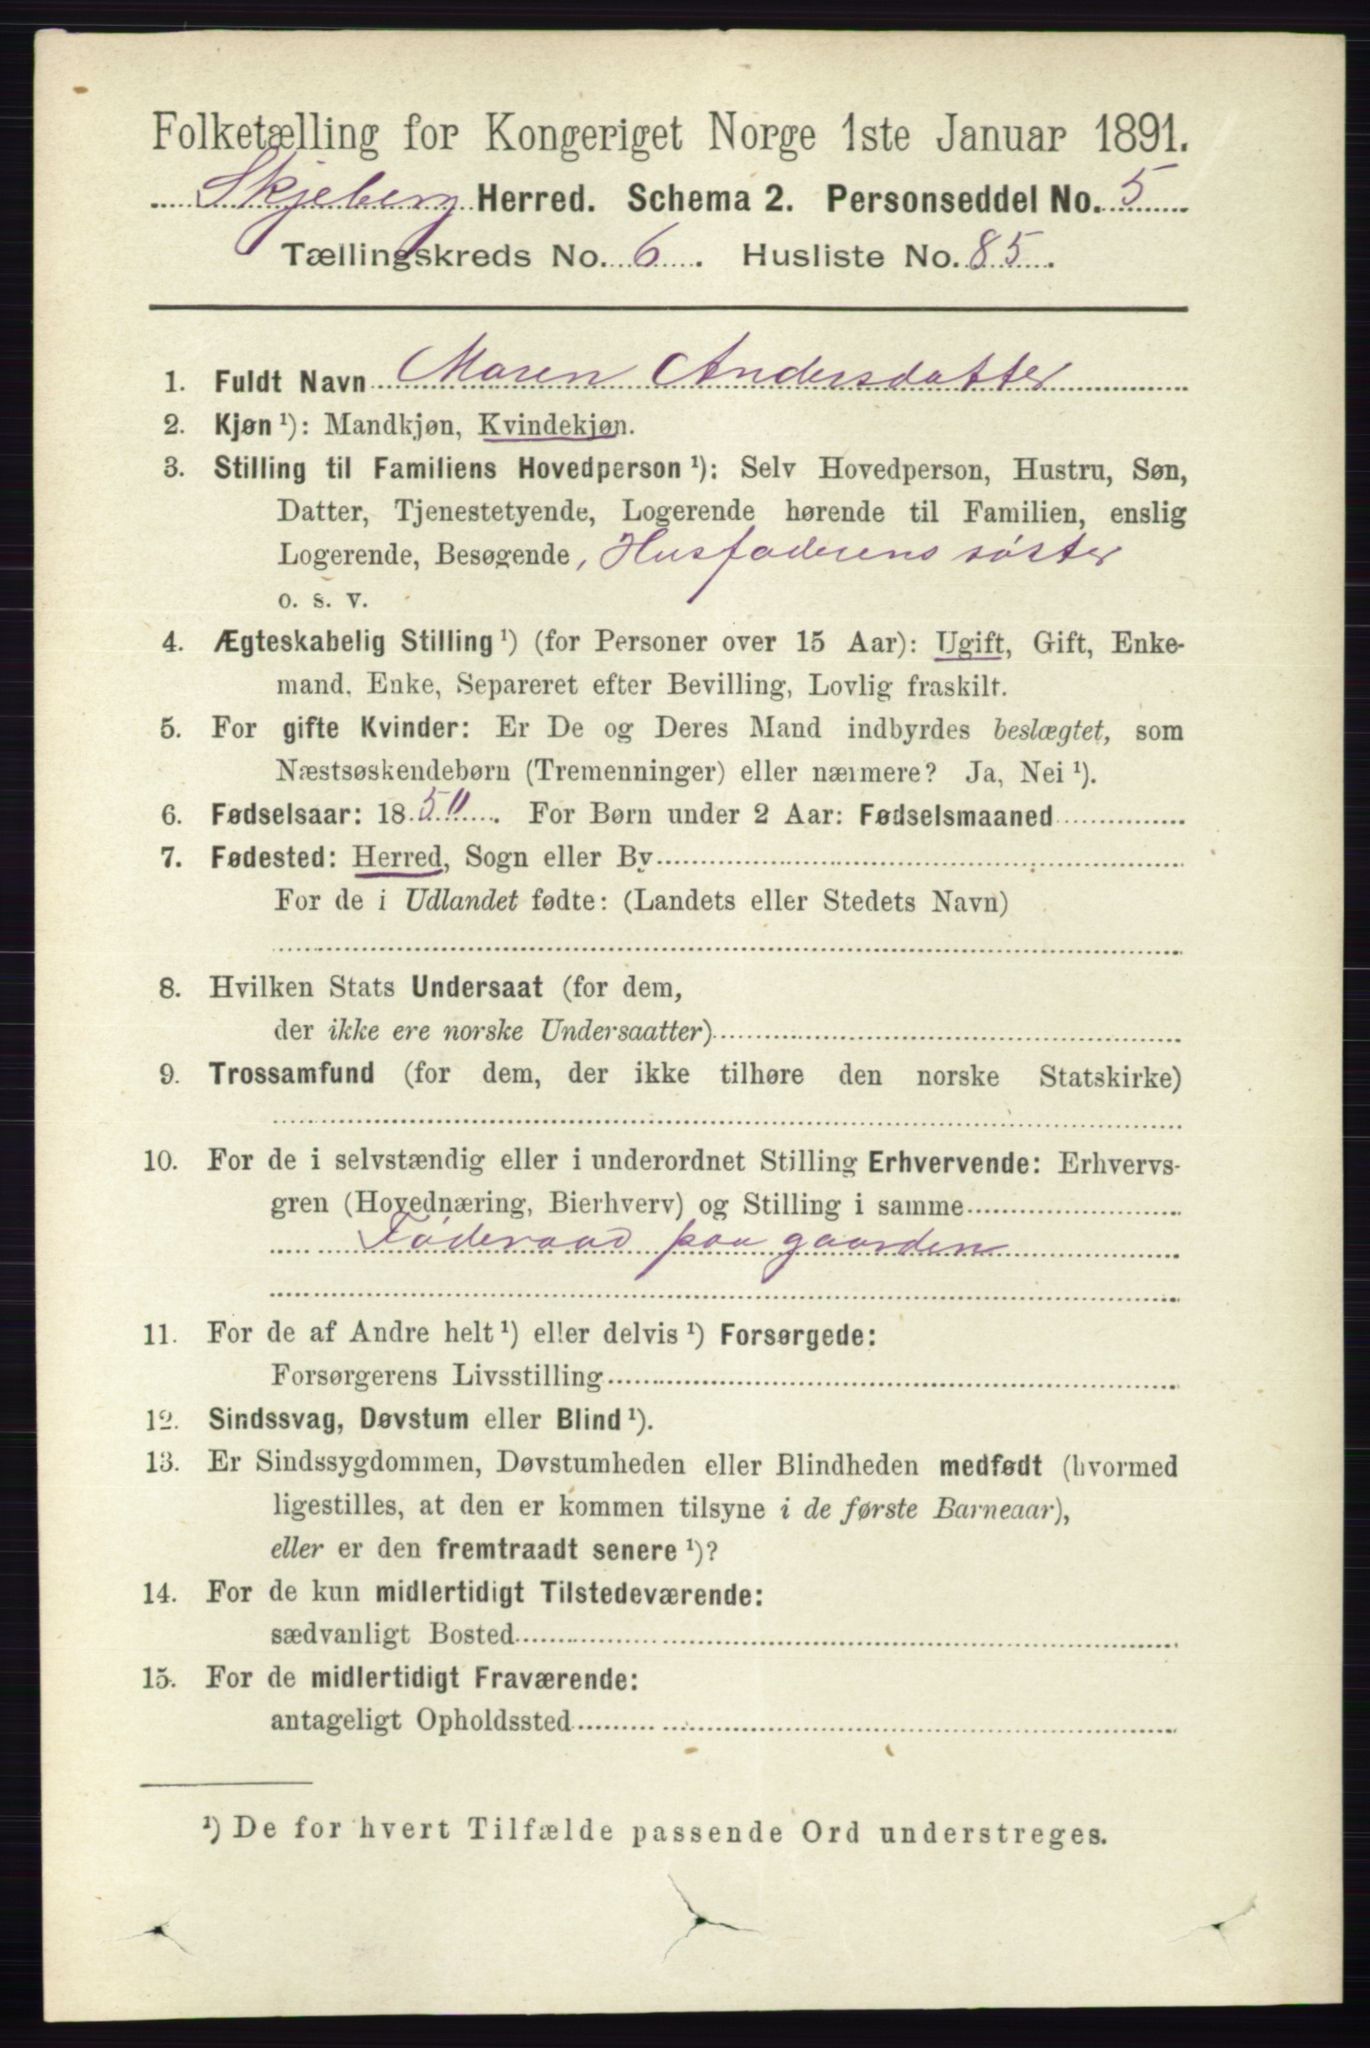 Folketælling for Kongeriget Norge 1ste Januar 1891.
Skjeberg Herred. Schema 2. Personseddel No. 5
Tællingskreds No. 6. Husliste No. 85.
1. Fuldt Navn Maren Andersdatter
2. Kjøn ¹): Mandkjøn, Kvindekjøn.
3. Stilling til Familiens Hovedperson ¹): Selv Hovedperson, Hustru, Søn,
Datter, Tjenestetyende, Logerende hørende til Familien, enslig
Logerende, Besøgende, Husfaderens søster
o. s. v.
4. Ægteskabelig Stilling ¹) (for Personer over 15 Aar): Ugift, Gift, Enke-
mand, Enke, Separeret efter Bevilling, Lovlig fraskilt.
5. For gifte Kvinder: Er De og Deres Mand indbyrdes beslægtet, som
Næstsøskendebørn (Tremenninger) eller nærmere? Ja, Nei ¹).
6. Fødselsaar: 18 . For Børn under 2 Aar: Fødselsmaaned
7. Fødested: Herred, Sogn eller By
For de i Udlandet fødte: (Landets eller Stedets Navn)
8. Hvilken Stats Undersaat (for dem,
der ikke ere norske Undersaatter)
9. Trossamfund (for dem, der ikke tilhøre den norske Statskirke)
10. For de i selvstændig eller i underordnet Stilling Erhvervende: Erhvervs-
gren (Hovednæring, Bierhverv) og Stilling i samme
Føderaad paa gaarden
11. For de af Andre helt ¹) eller delvis ¹) Forsørgede:
Forsørgerens Livsstilling
12. Sindssvag, Døvstum eller Blind ¹).
13. Er Sindssygdommen, Døvstumheden eller Blindheden medfødt (hvormed
ligestilles, at den er kommen tilsyne i de første Barneaar),
eller er den fremtraadt senere ¹)?
14. For de kun midlertidigt Tilstedeværende:
sædvanligt Bosted
15. For de midlertidigt Fraværende:
antageligt Opholdssted
¹) De for hvert Tilfælde passende Ord understreges.